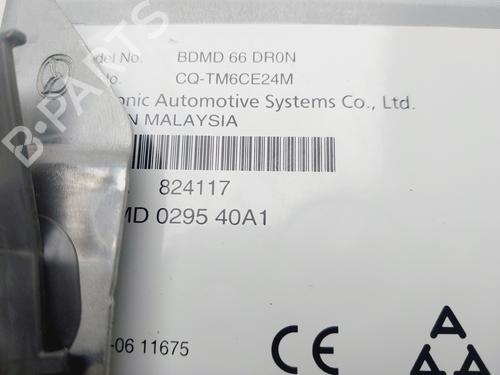 del No. BDMD 66 DR0N
o. CQ-TM6CE24M
sonic Automotive Systems Co., Ltd.
N MALAYSIA
824117
MD 0295 40A1
CE
A
A A A
-06 11675
B-PARTS